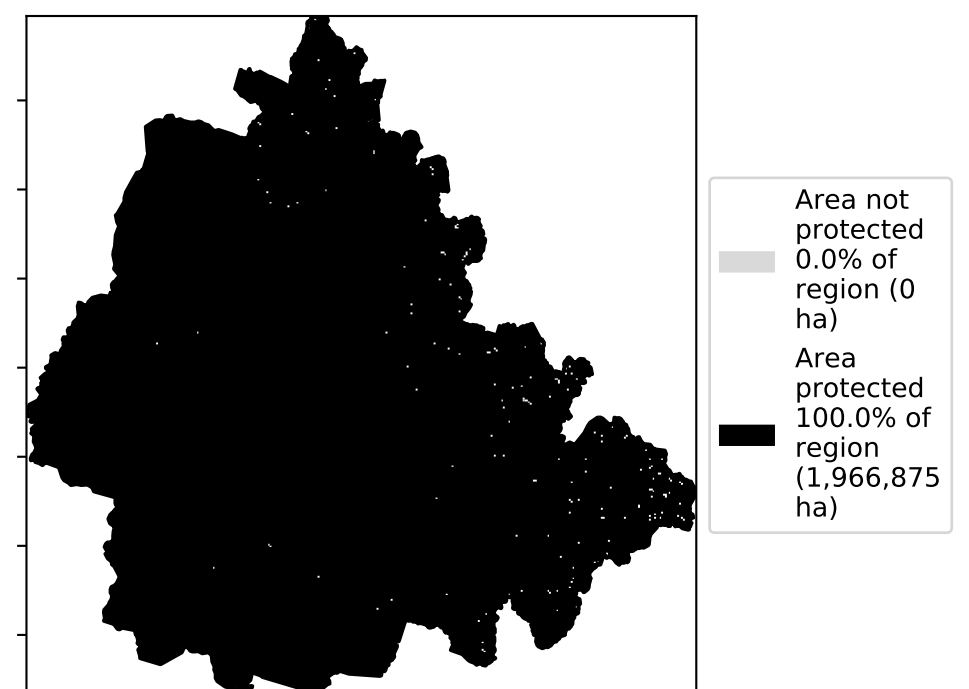 Area not
protected
0.0% of
region (0
ha)
Area
protected
100.0% of
region
(1,966,875
ha)